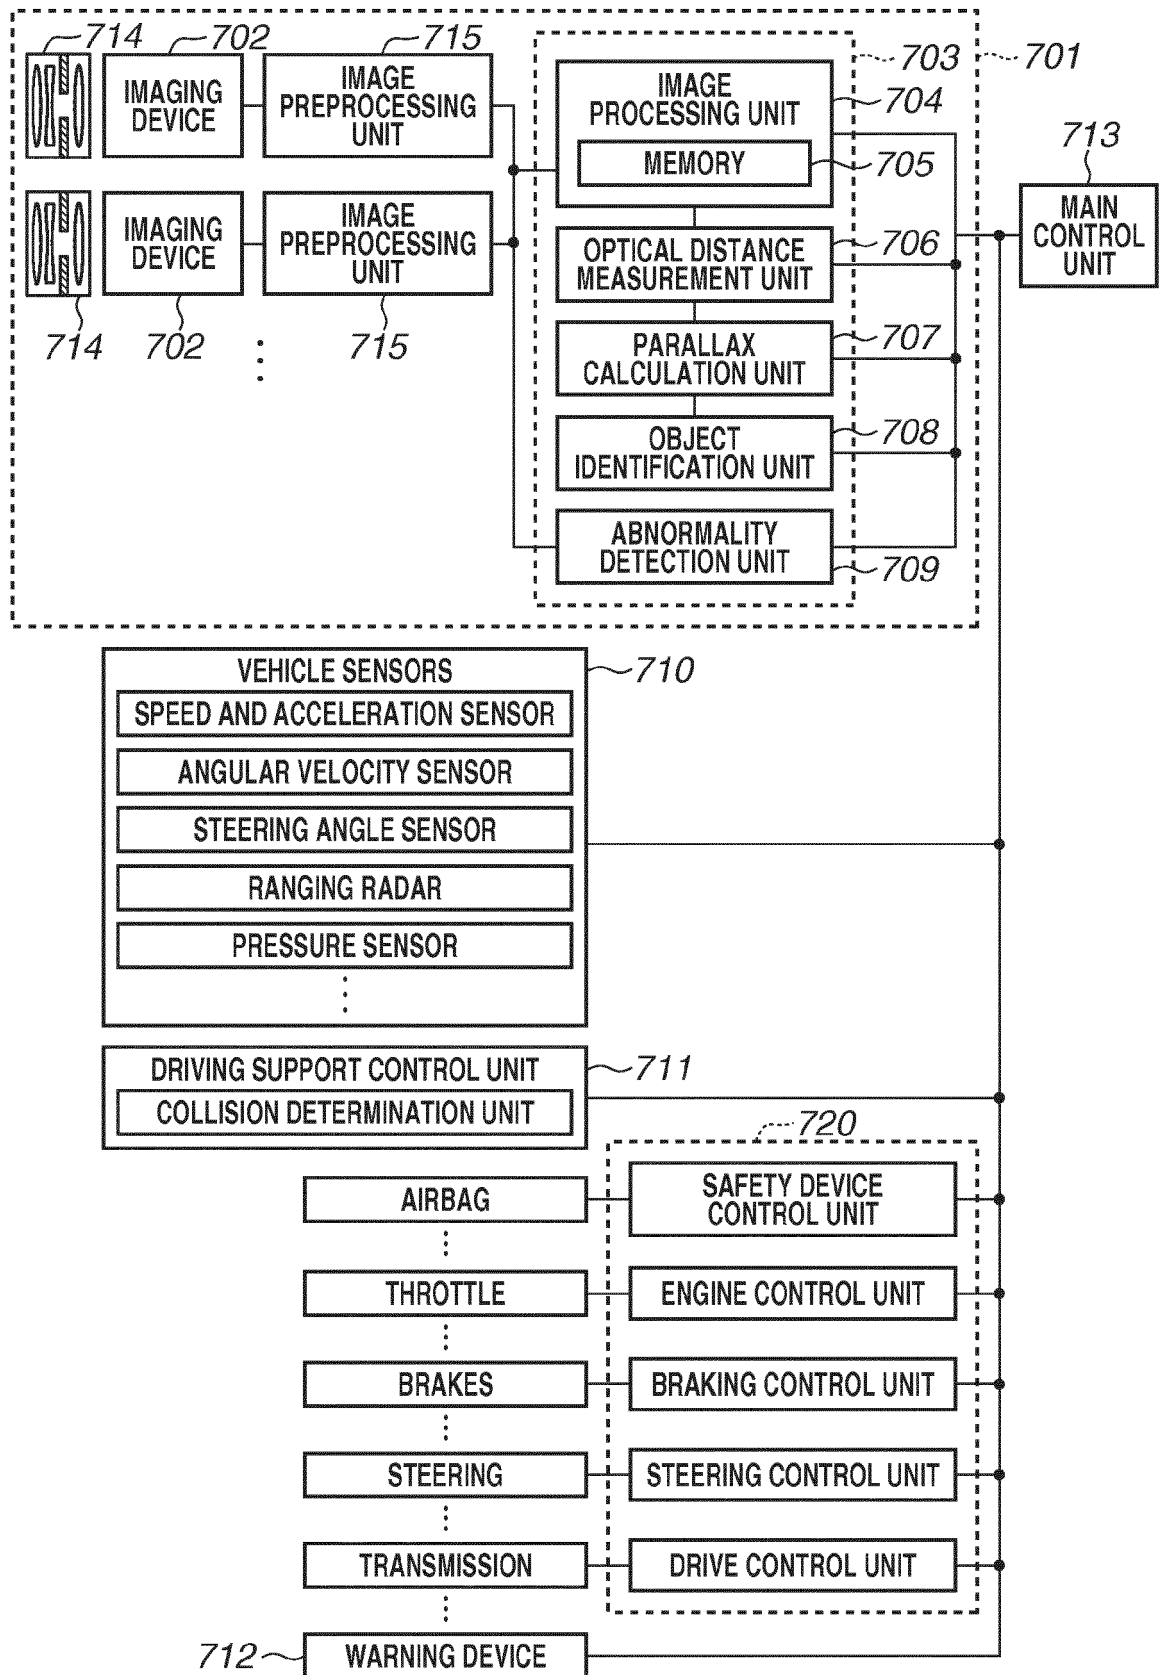 714
702
715
703
701
IMAGING
DEVICE
IMAGE
PREPROCESSING
UNIT
IMAGE
PROCESSING UNIT
704
MEMORY
705
713
MAIN
CONTROL
UNIT
IMAGING
DEVICE
IMAGE
PREPROCESSING
UNIT
714
702
715
OPTICAL DISTANCE
MEASUREMENT UNIT
706
PARALLAX
CALCULATION UNIT
707
OBJECT
IDENTIFICATION UNIT
708
ABNORMALITY
DETECTION UNIT
709
VEHICLE SENSORS
710
SPEED AND ACCELERATION SENSOR
ANGULAR VELOCITY SENSOR
STEERING ANGLE SENSOR
RANGING RADAR
PRESSURE SENSOR
DRIVING SUPPORT CONTROL UNIT
711
COLLISION DETERMINATION UNIT
720
AIRBAG
SAFETY DEVICE
CONTROL UNIT
THROTTLE
ENGINE CONTROL UNIT
BRAKES
BRAKING CONTROL UNIT
STEERING
STEERING CONTROL UNIT
TRANSMISSION
DRIVE CONTROL UNIT
712
WARNING DEVICE